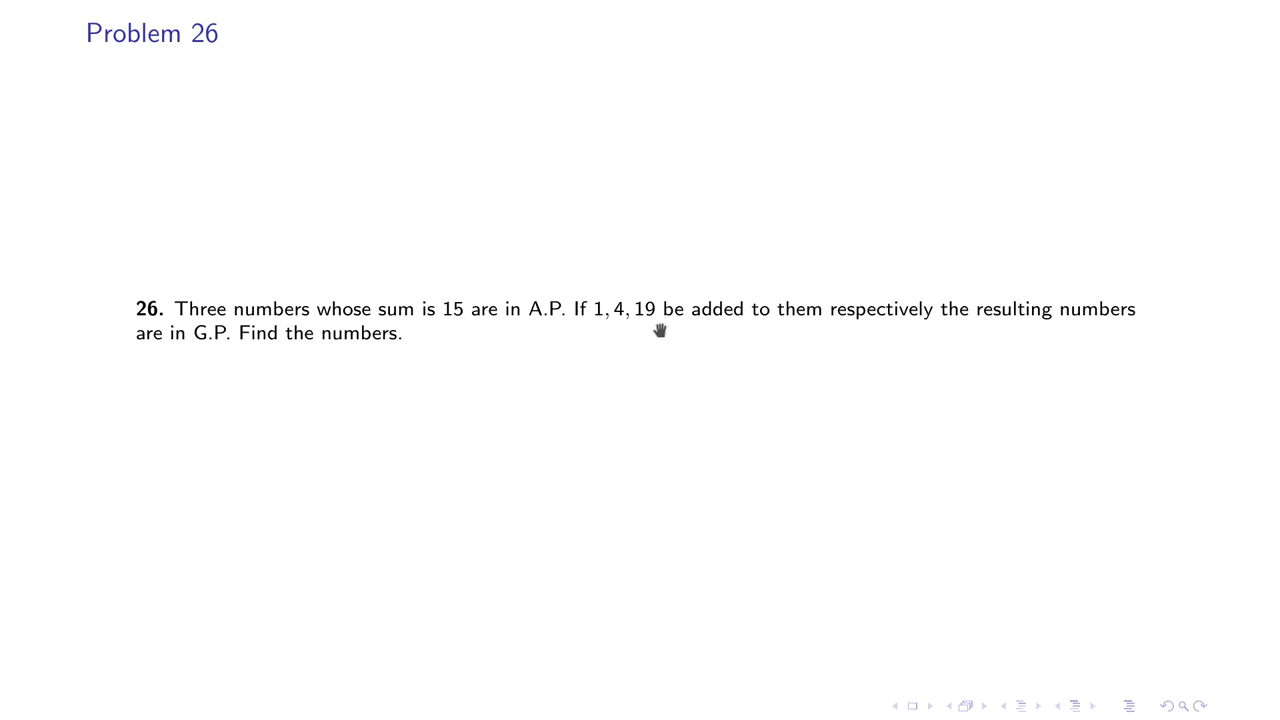 Problem 26
26. Three numbers whose sum is 15 are in A.P. If 1, 4, 19 be added to them respectively the resulting numbers
are in G.P. Find the numbers.